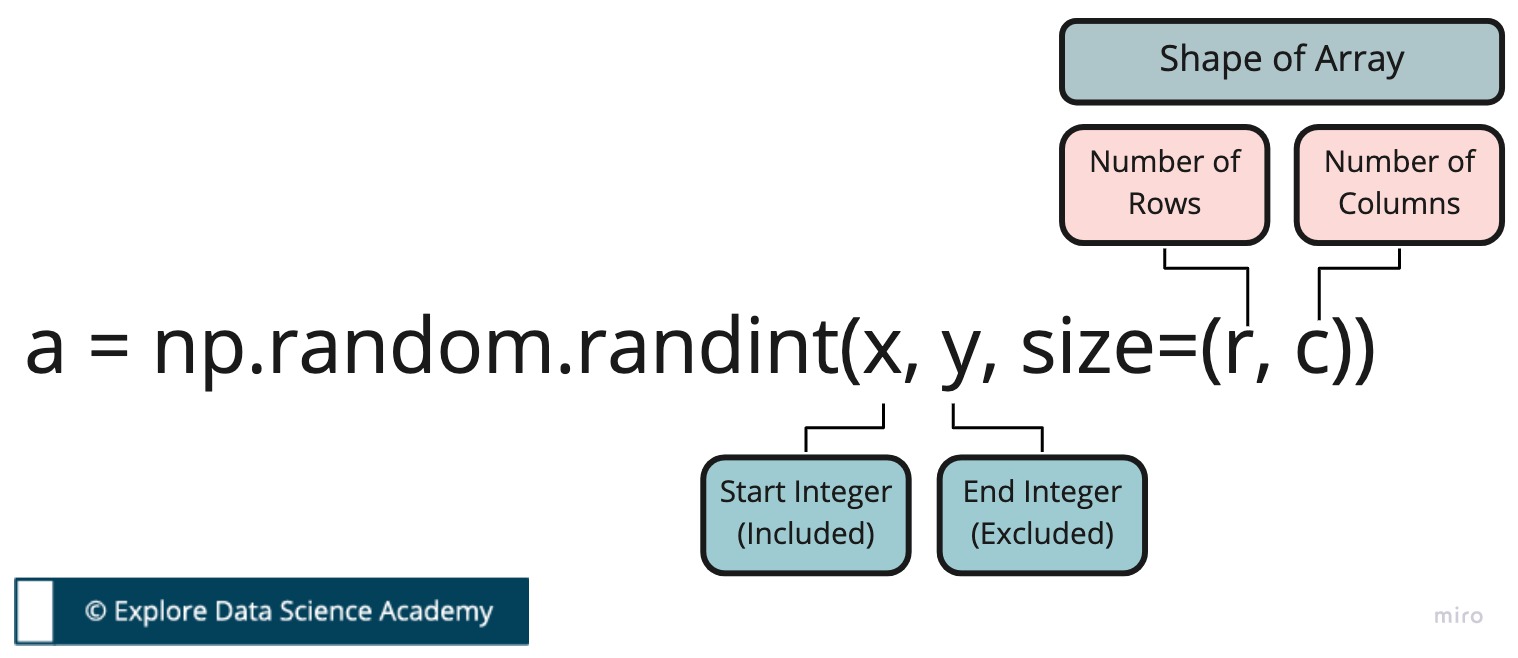 Shape of Array
Number of
Rows
Number of
Columns
a = np.random.randint(x, y, size=(r, c))
Start Integer
(Included)
End Integer
(Excluded)
© Explore Data Science Academy
miro